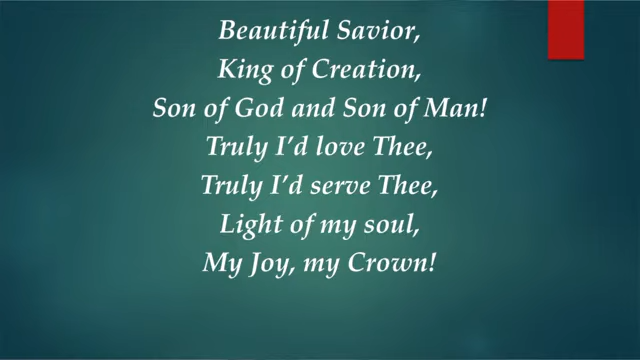 Beautiful Savior,
King of Creation,
Son of God and Son of Man!
Truly I’d love Thee,
Truly I’d serve Thee,
Light of my soul,
My Joy, my Crown!